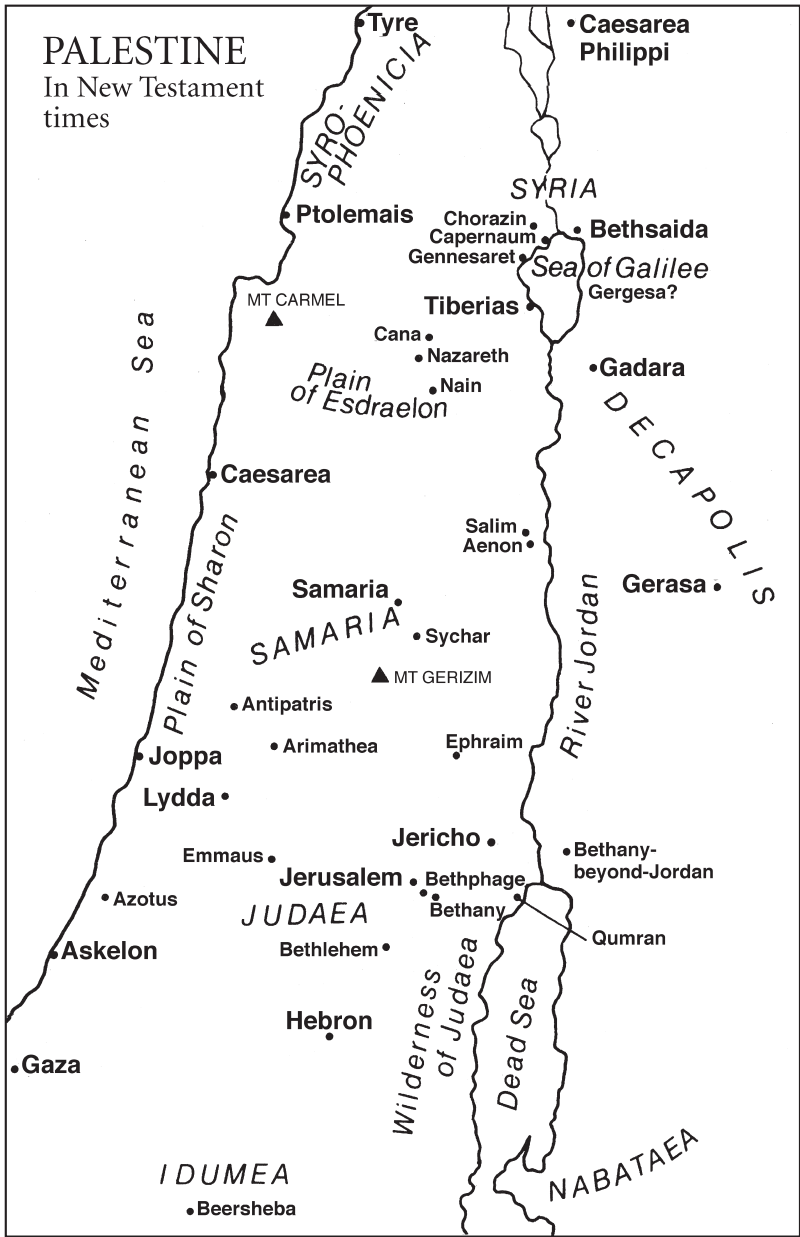 PALESTINE
In New Testament
times
Tyre
Caesarea
Philippi
SYRO-
PHOENICIA
SYRIA
Ptolemais
Chorazin
Capernaum
Bethsaida
Gennesaret
Sea of Galilee
Gergesa?
MT CARMEL
Tiberias
Cana
Nazareth
Plain
of Esdraelon
Nain
Gadara
DECAPOLIS
Mediterranean Sea
Caesarea
Plain of Sharon
Salim
Aenon
Samaria
SAMARIA
Gerasa
Sychar
River Jordan
MT GERIZIM
Antipatris
Arimathea
Ephraim
Joppa
Lydda
Jericho
Emmaus
Bethany-
beyond-Jordan
Jerusalem
Bethphage
Azotus
JUDAEA
Bethany
Qumran
Askelon
Bethlehem
Wilderness
of Judaea
Dead Sea
Hebron
Gaza
IDUMEA
NABATAEA
Beersheba